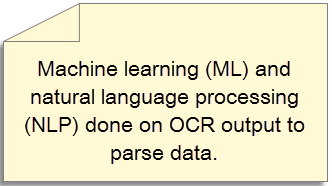 Machine learning (ML) and
natural language processing
(NLP) done on OCR output to
parse data.